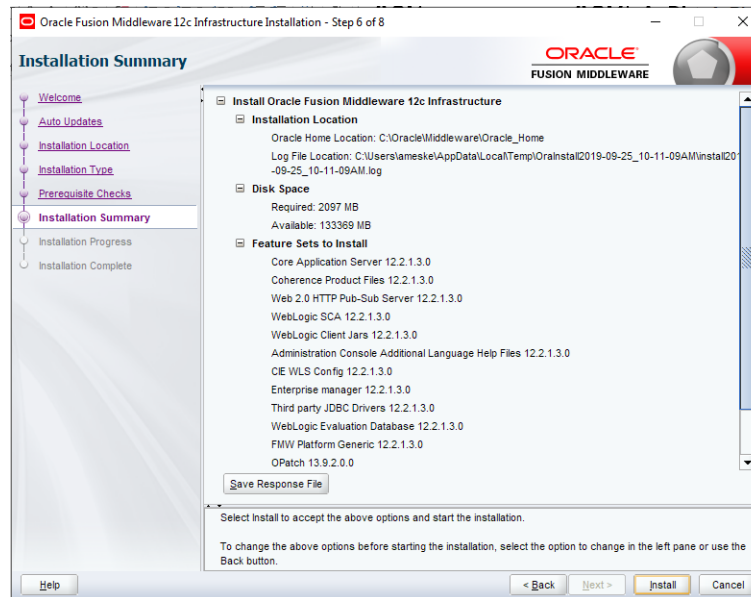 Oracle Fusion Middleware 12c Infrastructure Installation - Step 6 of 8
Installation Summary
ORACLE
FUSION MIDDLEWARE
Welcome
Auto Updates
Installation Location
Installation Type
Prerequisite Checks
Installation Summary
Installation Progress
Installation Complete
Install Oracle Fusion Middleware 12c Infrastructure
Installation Location
Oracle Home Location: C:\Oracle\Middleware\Oracle_Home
Log File Location: C:\Users\ameske\AppData\Local\Temp\OraInstall2019-09-25_10-11-09AM\install201
-09-25_10-11-09AM.log
Disk Space
Required: 2097 MB
Available: 133369 MB
Feature Sets to Install
Core Application Server 12.2.1.3.0
Coherence Product Files 12.2.1.3.0
Web 2.0 HTTP Pub-Sub Server 12.2.1.3.0
WebLogic SCA 12.2.1.3.0
WebLogic Client Jars 12.2.1.3.0
Administration Console Additional Language Help Files 12.2.1.3.0
CIE WLS Config 12.2.1.3.0
Enterprise manager 12.2.1.3.0
Third party JDBC Drivers 12.2.1.3.0
WebLogic Evaluation Database 12.2.1.3.0
FMW Platform Generic 12.2.1.3.0
OPatch 13.9.2.0.0
Save Response File
Select Install to accept the above options and start the installation.
To change the above options before starting the installation, select the option to change in the left pane or use the
Back button.
Help
< Back
Next >
Install
Cancel